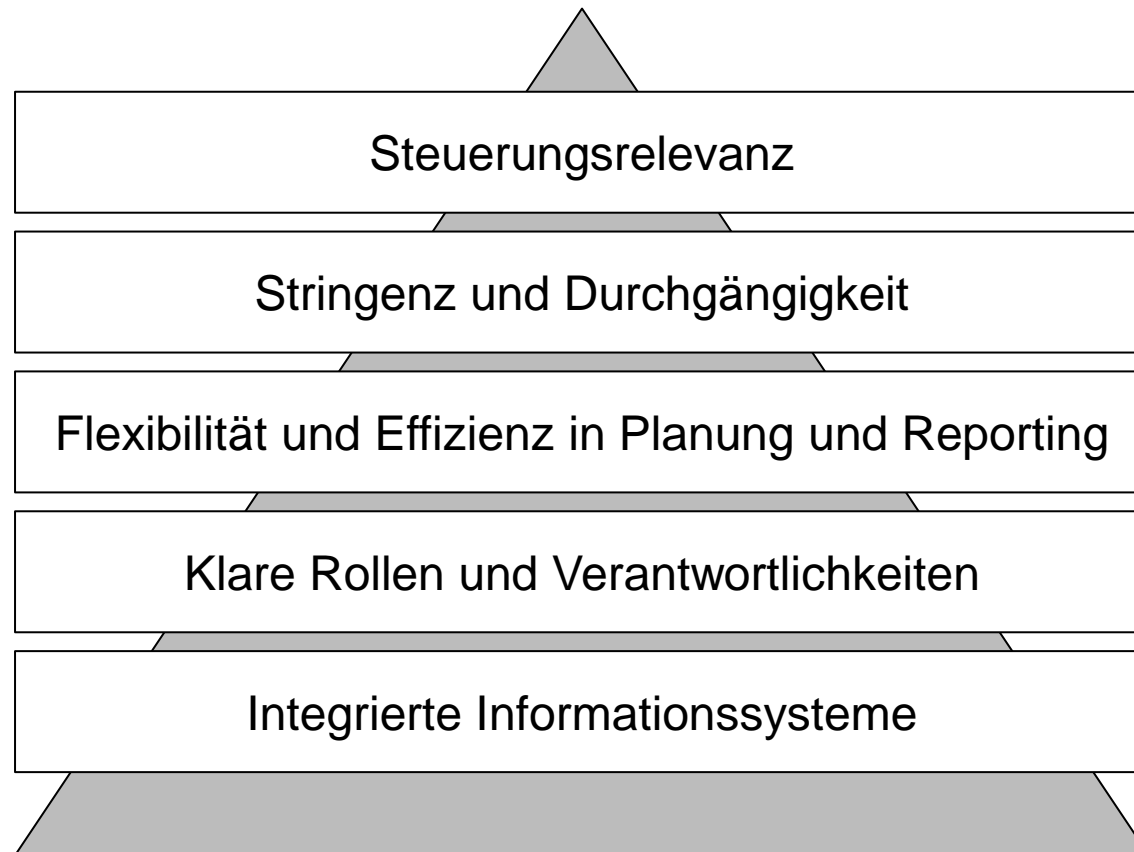 Steuerungsrelevanz
Stringenz und Durchgängigkeit
Flexibilität und Effizienz in Planung und Reporting
Klare Rollen und Verantwortlichkeiten
Integrierte Informationssysteme